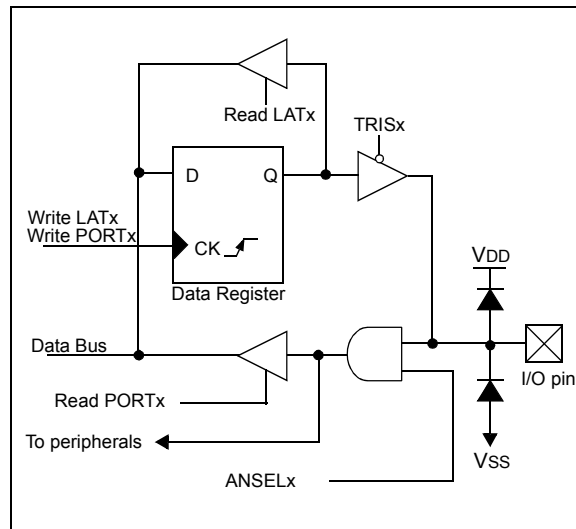 Read LATx
TRISx
D
Q
Write LATx
Write PORTx
CK
Data Register
VDD
Data Bus
I/O pin
Read PORTx
To peripherals
VSS
ANSELx